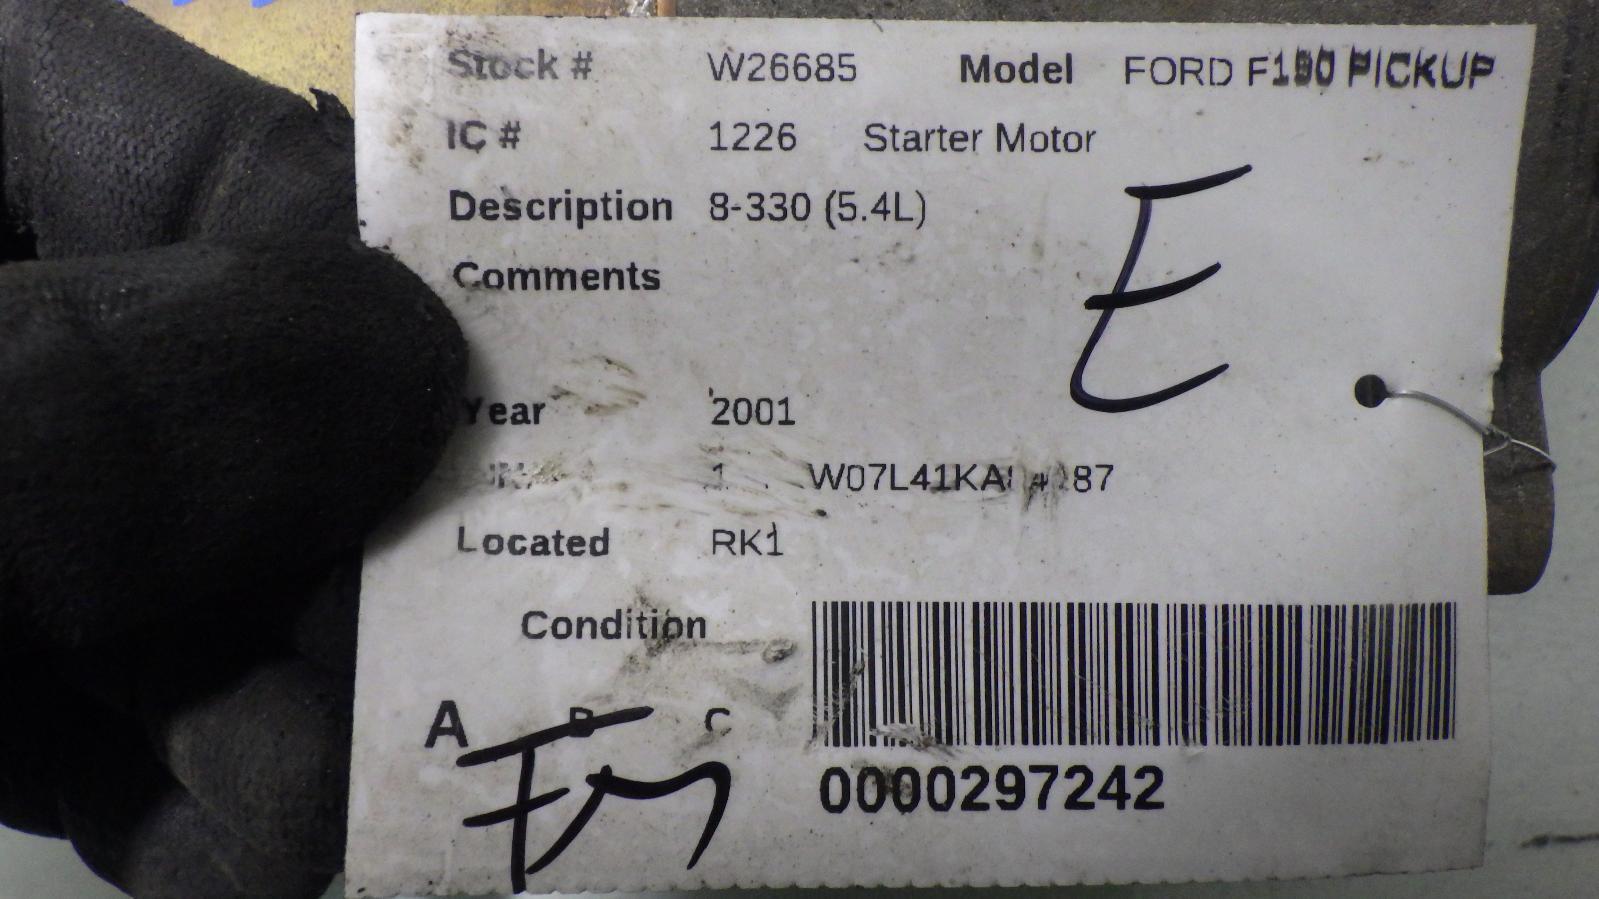 Stock # W26685 Model FORD F150 PICKUP
IC # 1226 Starter Motor
Description 8-330 (5.4L)
Comments
E
Year 2001
Located RK1
Condition
A B C
0000297242